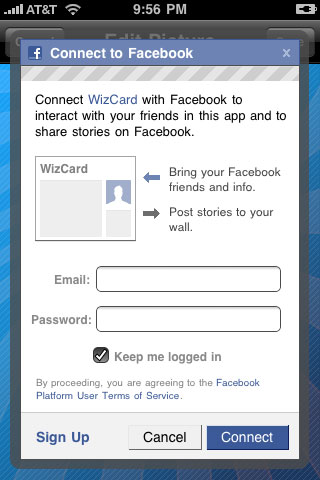 AT&T 9:56 PM
Edit Picture
Connect to Facebook x
Connect WizCard with Facebook to
interact with your friends in this app and to
share stories on Facebook.
WizCard
Bring your Facebook
friends and info.
Post stories to your
wall.
Email:
Password:
Keep me logged in
By proceeding, you are agreeing to the Facebook
Platform User Terms of Service.
Sign Up Cancel Connect